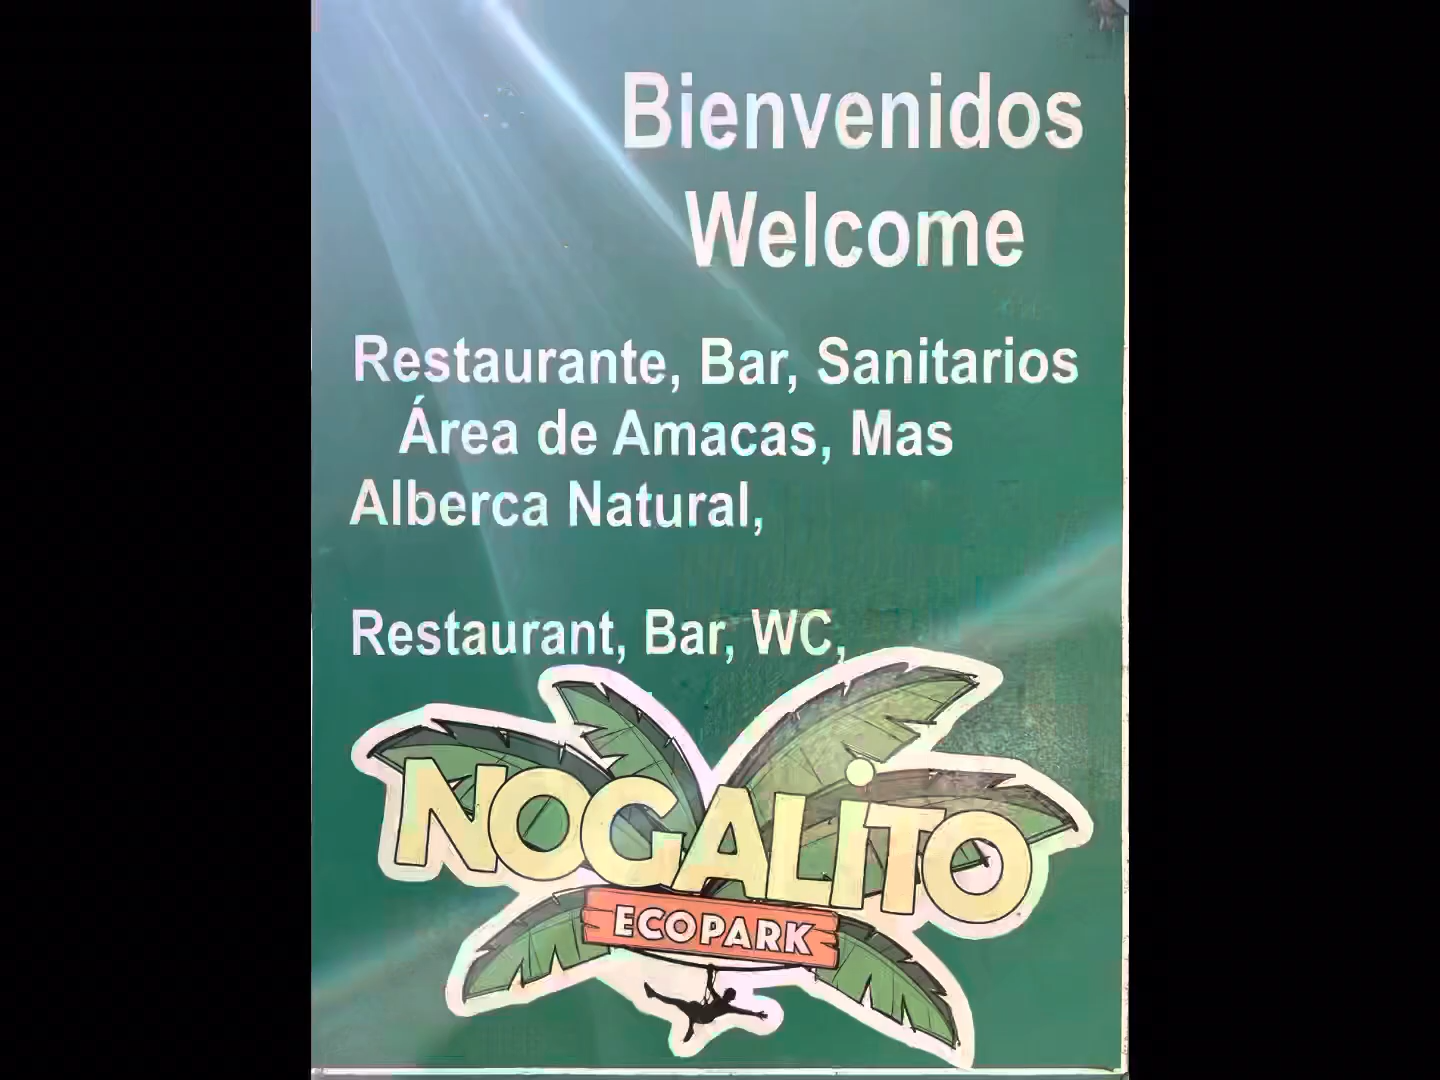 Bienvenidos
Welcome
Restaurante, Bar, Sanitarios
Área de Amacas, Mas
Alberca Natural,
Restaurant, Bar, WC,
NOGALiTO
ECOPARK